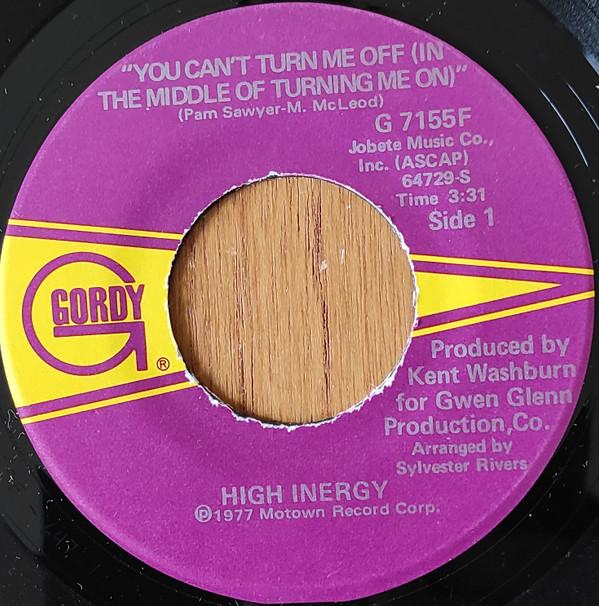 "YOU CAN'T TURN ME OFF (IN
THE MIDDLE OF TURNING ME ON)"
(Pam Sawyer-M. McLeod)
G 7155F
Jobete Music Co.,
Inc. (ASCAP)
64729-S
Time 3:31
Side 1
GORDY
G
®
Produced by
Kent Washburn
for Gwen Glenn
Production,Co.
Arranged by
Sylvester Rivers
HIGH INERGY
℗1977 Motown Record Corp.